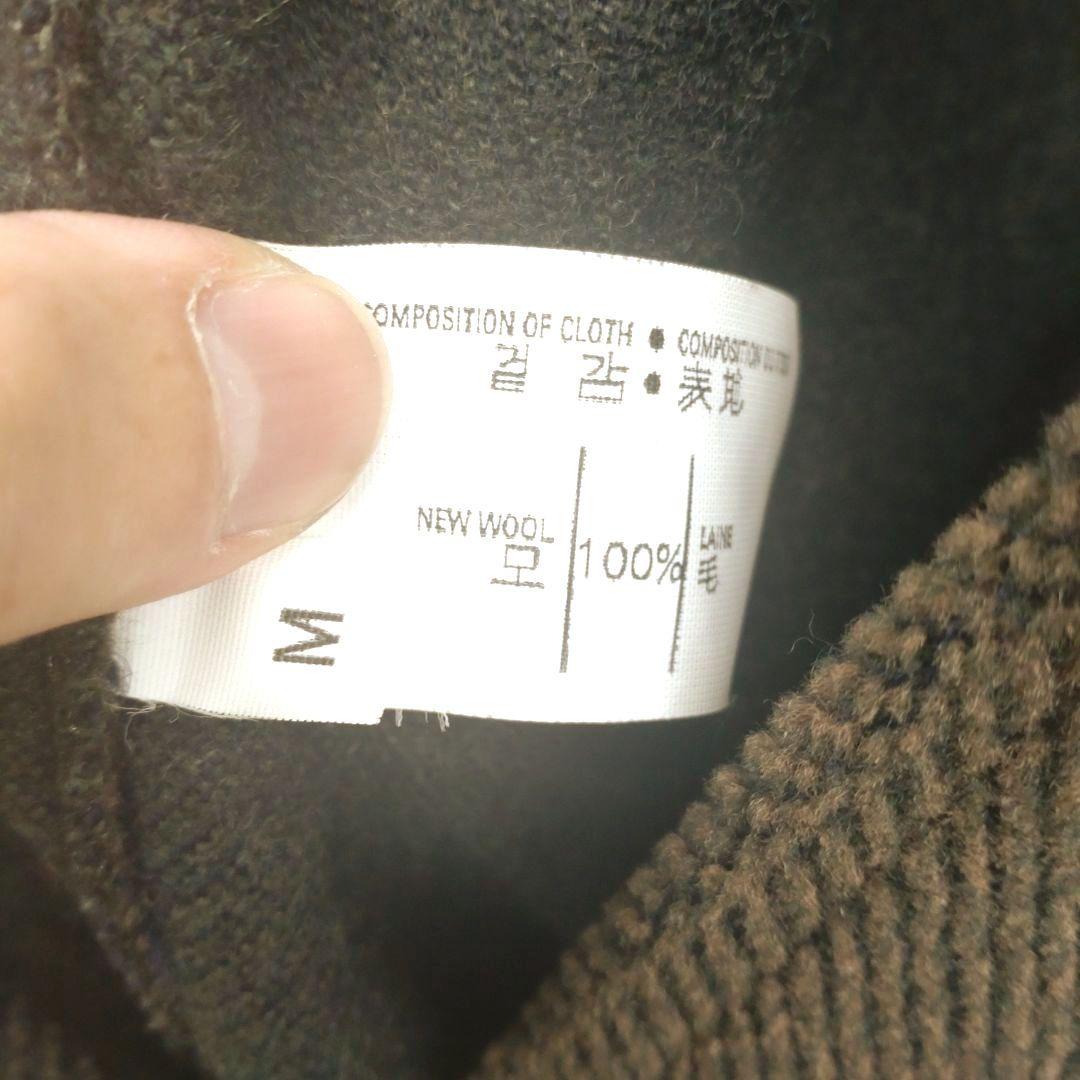 COMPOSITION OF CLOTH • COMPOSITION
겉 감 • 表地
NEW WOOL 100% LAINE
모 毛
M